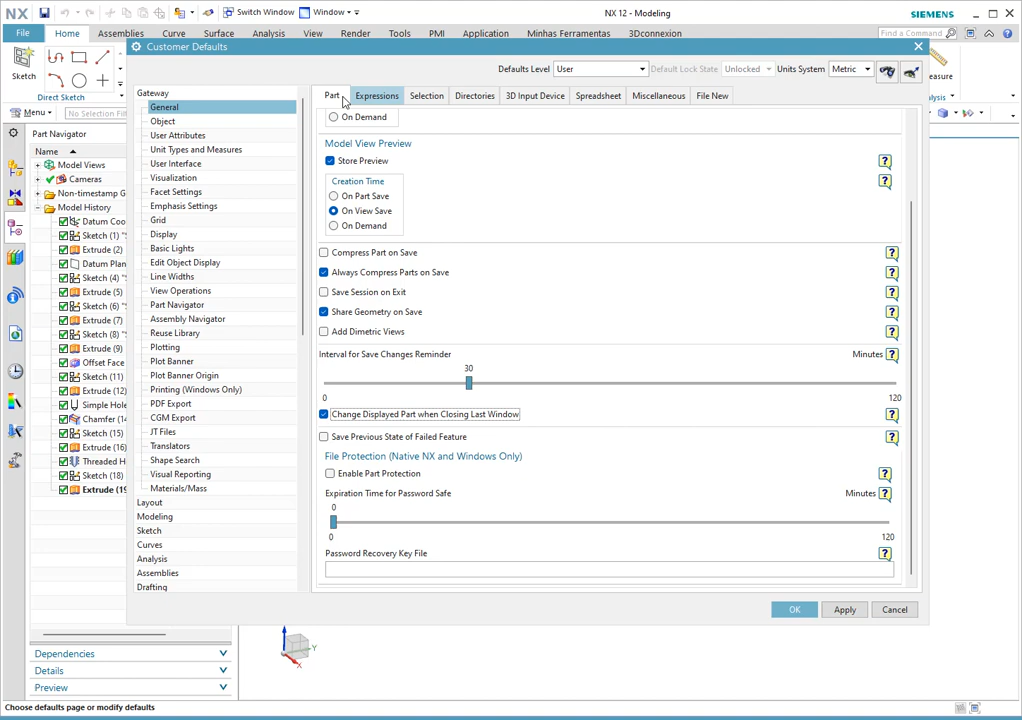 NX
Switch Window
Window
NX 12 - Modeling
SIEMENS
File
Home
Assemblies
Curve
Surface
Analysis
View
Render
Tools
PMI
Application
Minhas Ferramentas
3Dconnexion
Find a Command
Sketch
Direct Sketch
Menu
No Selection Fil
easure
alysis
Part Navigator
Name
Model Views
Cameras
Non-timestamp G
Model History
Datum Coo
Sketch (1) "S
Extrude (2)
Datum Plan
Sketch (4) "S
Extrude (5)
Sketch (6) "S
Extrude (7)
Sketch (8) "S
Extrude (9)
Offset Face
Sketch (11)
Extrude (12)
Simple Hole
Chamfer (14
Sketch (15)
Extrude (16)
Threaded H
Sketch (18)
Extrude (19
Dependencies
Details
Preview
Choose defaults page or modify defaults
Customer Defaults
Defaults Level
User
Default Lock State
Unlocked
Units System
Metric
Gateway
General
Object
User Attributes
Unit Types and Measures
User Interface
Visualization
Facet Settings
Emphasis Settings
Grid
Display
Basic Lights
Edit Object Display
Line Widths
View Operations
Part Navigator
Assembly Navigator
Reuse Library
Plotting
Plot Banner
Plot Banner Origin
Printing (Windows Only)
PDF Export
CGM Export
JT Files
Translators
Shape Search
Visual Reporting
Materials/Mass
Layout
Modeling
Sketch
Curves
Analysis
Assemblies
Drafting
Part
Expressions
Selection
Directories
3D Input Device
Spreadsheet
Miscellaneous
File New
On Demand
Model View Preview
Store Preview
Creation Time
On Part Save
On View Save
On Demand
Compress Part on Save
Always Compress Parts on Save
Save Session on Exit
Share Geometry on Save
Add Dimetric Views
Interval for Save Changes Reminder
Minutes
30
0
120
Change Displayed Part when Closing Last Window
Save Previous State of Failed Feature
File Protection (Native NX and Windows Only)
Enable Part Protection
Expiration Time for Password Safe
Minutes
0
0
120
Password Recovery Key File
OK
Apply
Cancel
Y
X